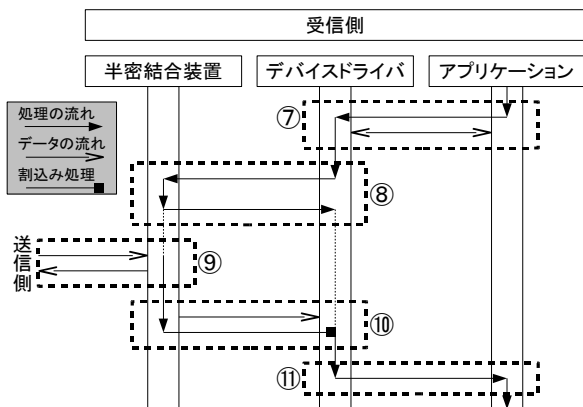 受信側
半密結合装置
デバイスドライバ
アプリケーション
処理の流れ
データの流れ
割込み処理
⑦
⑧
送信側
⑨
⑩
⑪